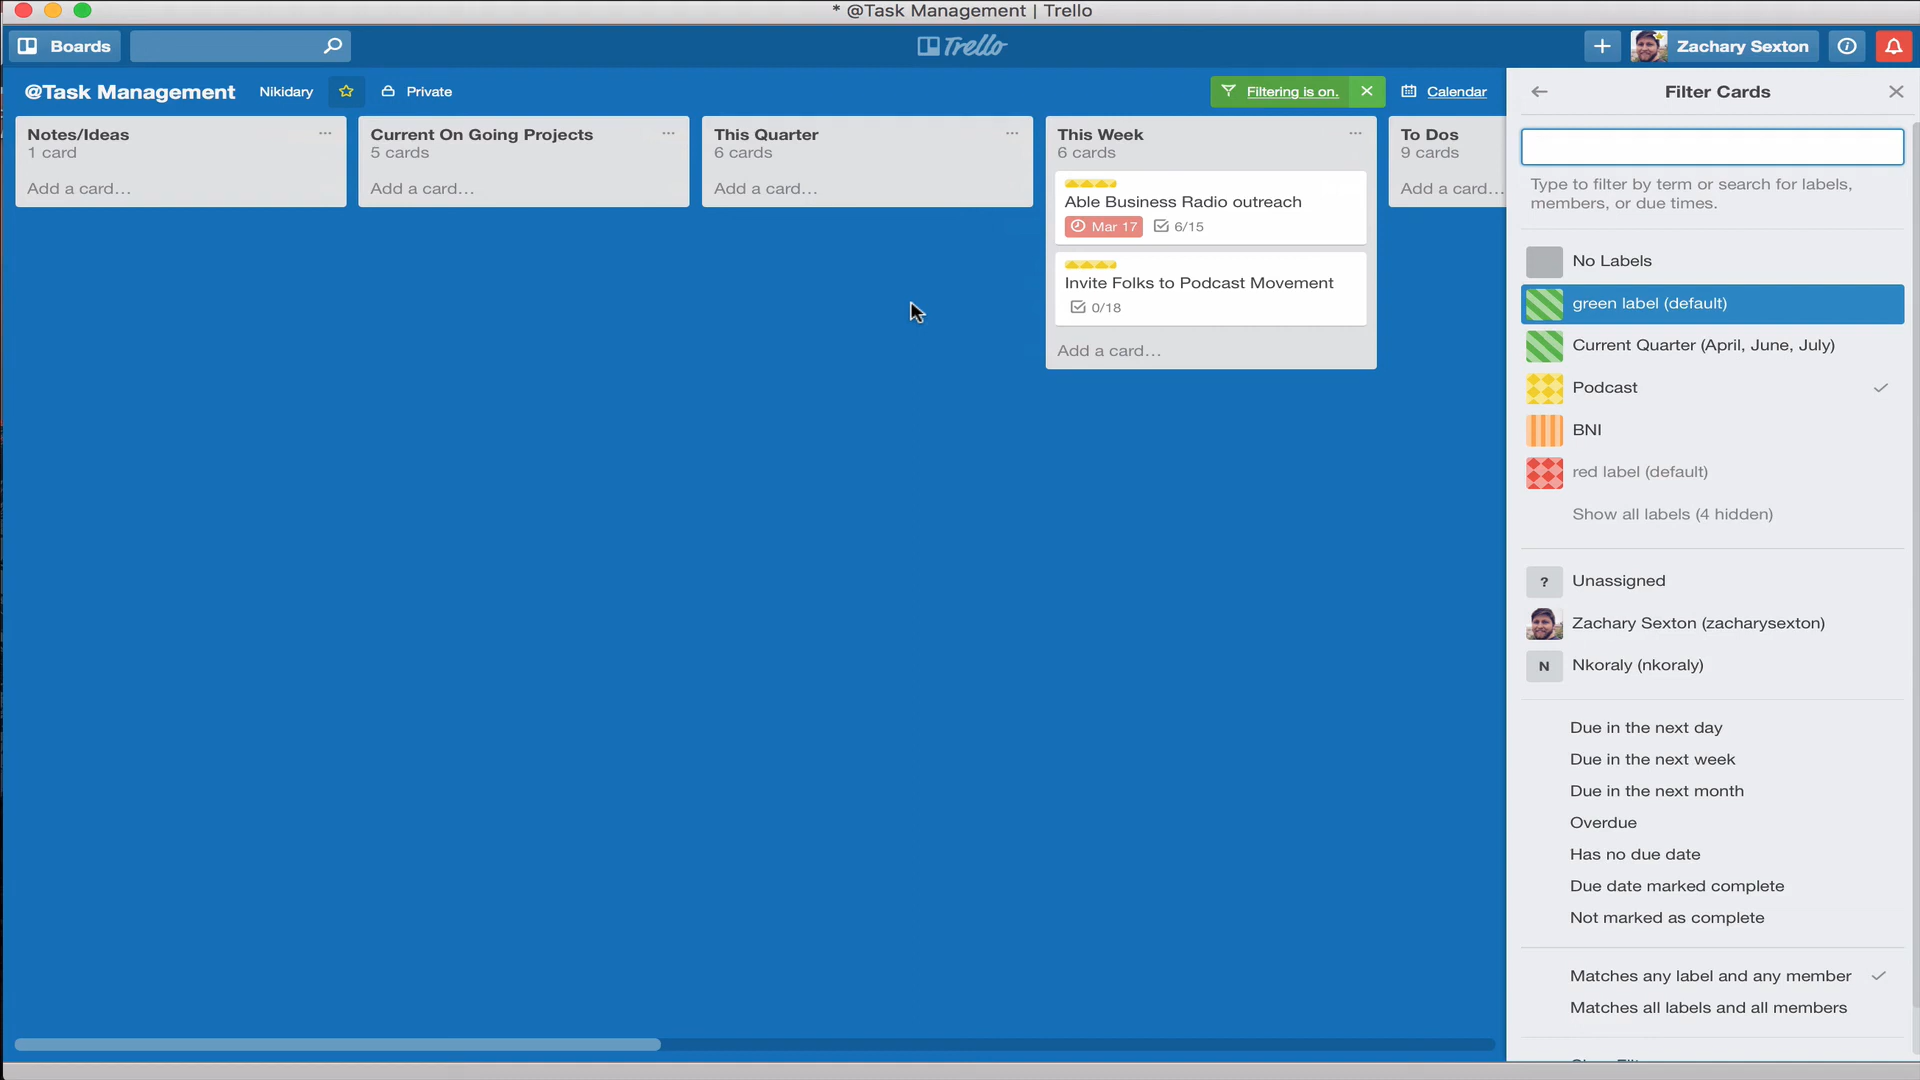 * @Task Management | Trello
Boards
Trello
Zachary Sexton
@Task Management
Nikidary
Private
Filtering is on.
Calendar
Notes/Ideas
1 card
Add a card…
Current On Going Projects
5 cards
Add a card…
This Quarter
6 cards
Add a card…
This Week
6 cards
Able Business Radio outreach
Mar 17
6/15
Invite Folks to Podcast Movement
0/18
Add a card…
To Dos
9 cards
Add a card…
Filter Cards
Type to filter by term or search for labels,
members, or due times.
No Labels
green label (default)
Current Quarter (April, June, July)
Podcast
BNI
red label (default)
Show all labels (4 hidden)
? Unassigned
Zachary Sexton (zacharysexton)
N Nkoraly (nkoraly)
Due in the next day
Due in the next week
Due in the next month
Overdue
Has no due date
Due date marked complete
Not marked as complete
Matches any label and any member
Matches all labels and all members